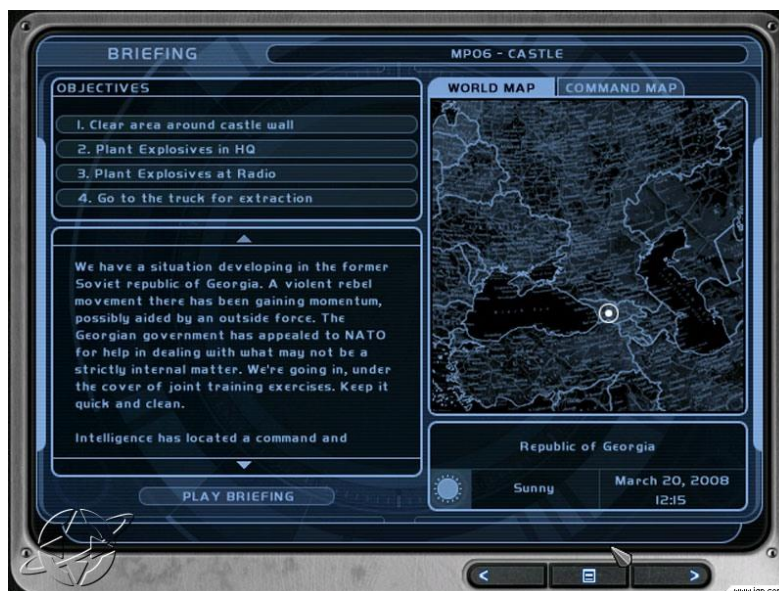 BRIEFING
MP06 - CASTLE
OBJECTIVES
1. Clear area around castle wall
2. Plant Explosives in HQ
3. Plant Explosives at Radio
4. Go to the truck for extraction
We have a situation developing in the former
Soviet republic of Georgia. A violent rebel
movement there has been gaining momentum,
possibly aided by an outside force. The
Georgian government has appealed to NATO
for help in dealing with what may not be a
strictly internal matter. We're going in, under
the cover of joint training exercises. Keep it
quick and clean.
Intelligence has located a command and
PLAY BRIEFING
WORLD MAP
COMMAND MAP
Republic of Georgia
Sunny
March 20, 2008
12:15